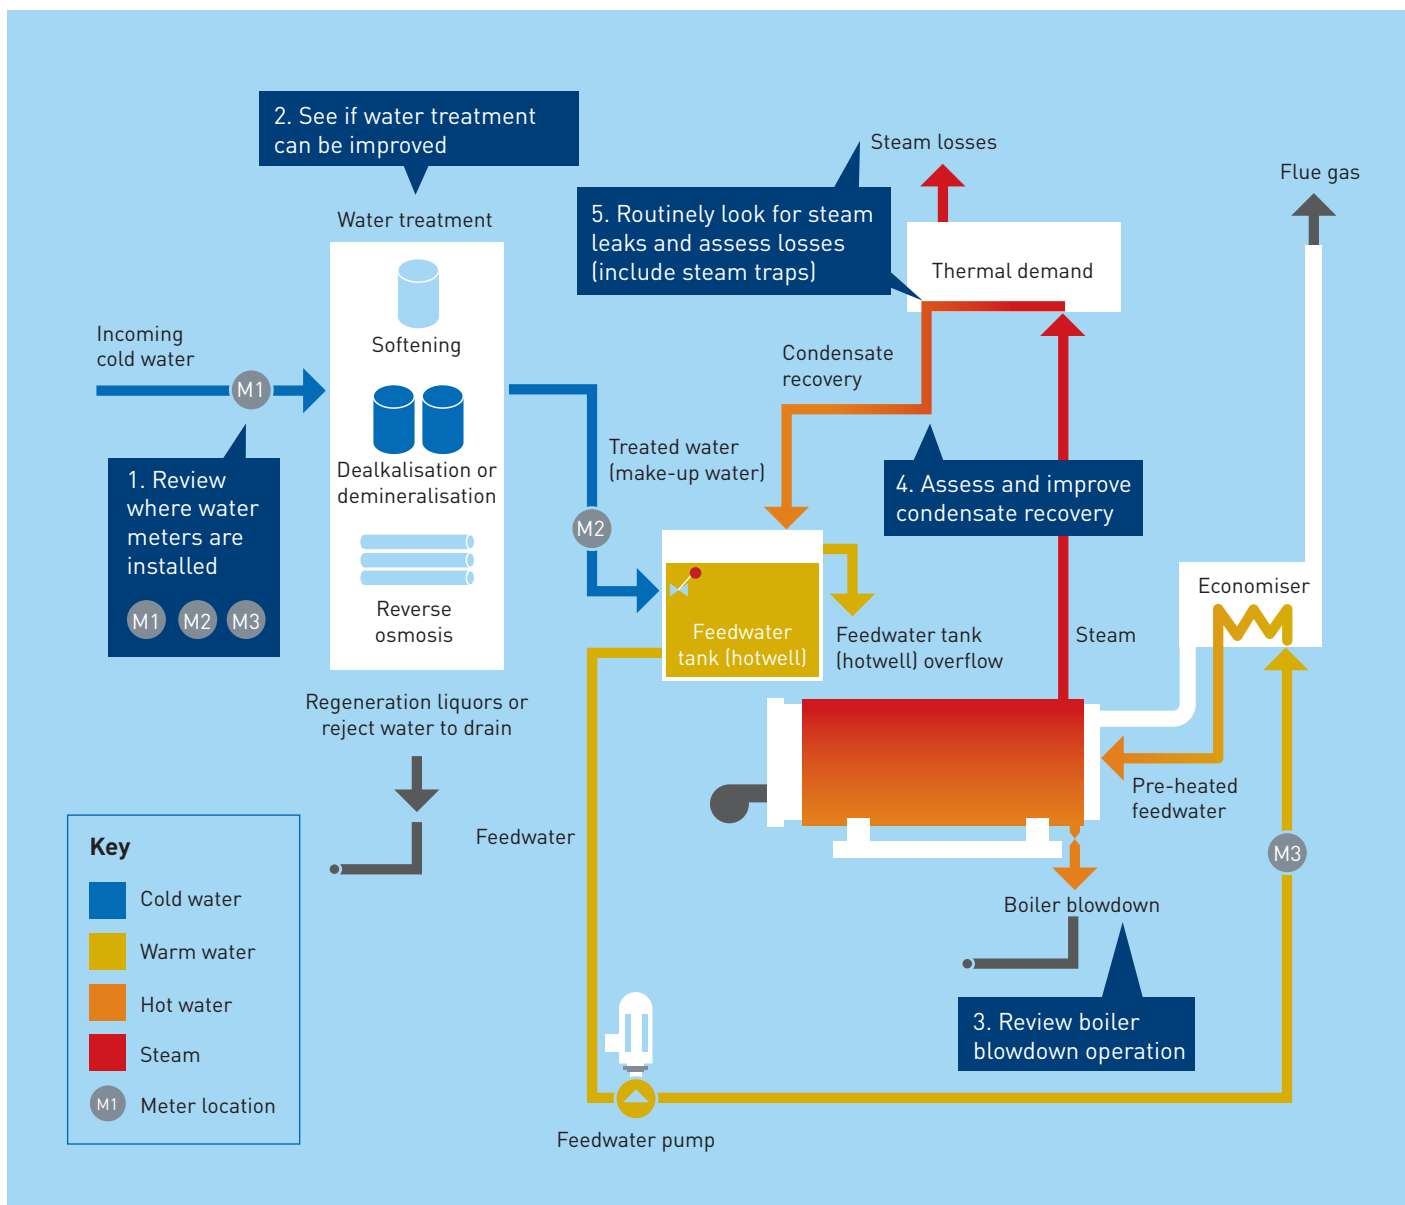 2. See if water treatment
can be improved
Steam losses
Flue gas
5. Routinely look for steam
leaks and assess losses
(include steam traps)
Water treatment
Thermal demand
Softening
Incoming
cold water
M1
Condensate
recovery
Dealkalisation or
demineralisation
Treated water
(make-up water)
1. Review
where water
meters are
installed
M1 M2 M3
4. Assess and improve
condensate recovery
M2
Reverse
osmosis
Economiser
Feedwater
tank (hotwell)
Feedwater tank
(hotwell) overflow
Steam
Regeneration liquors or
reject water to drain
Pre-heated
feedwater
Feedwater
M3
Boiler blowdown
3. Review boiler
blowdown operation
Feedwater pump
Key
Cold water
Warm water
Hot water
Steam
M1 Meter location